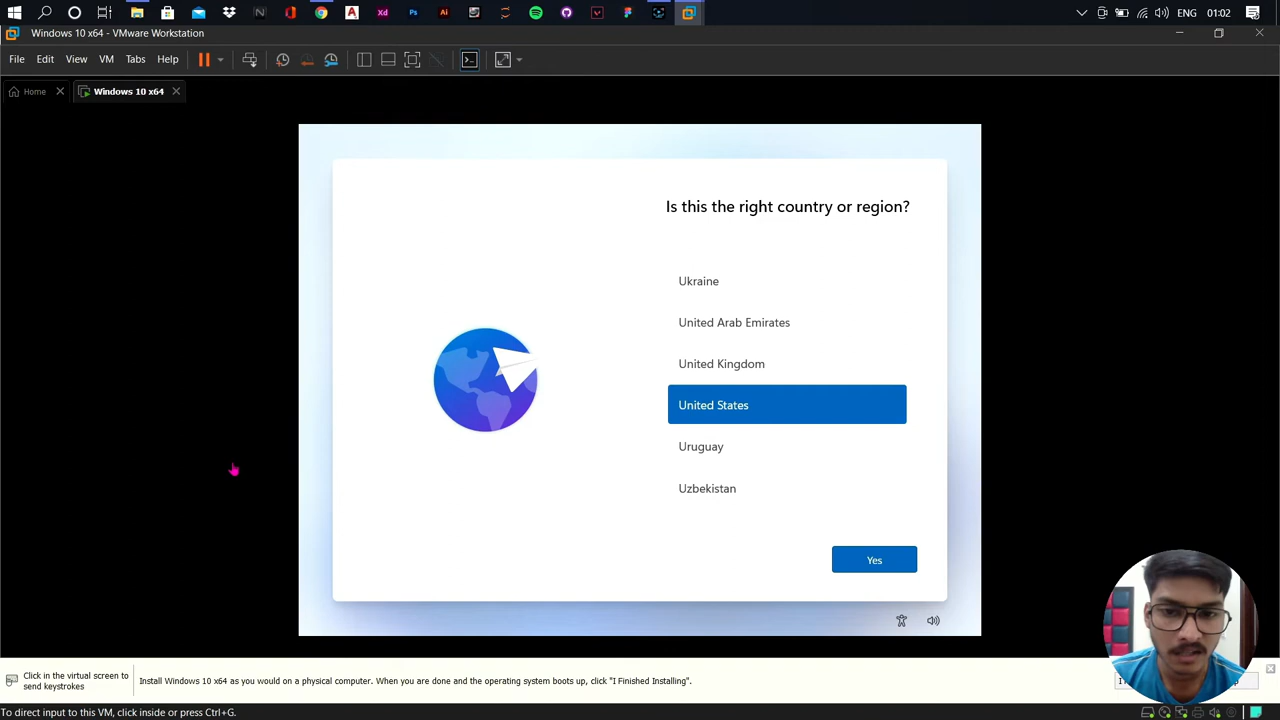 Xd
Ps
Ai
ENG
01:02
Windows 10 x64 - VMware Workstation
File
Edit
View
VM
Tabs
Help
Home
Windows 10 x64
Is this the right country or region?
Ukraine
United Arab Emirates
United Kingdom
United States
Uruguay
Uzbekistan
Yes
Click in the virtual screen to
send keystrokes
Install Windows 10 x64 as you would on a physical computer. When you are done and the operating system boots up, click "I Finished Installing".
To direct input to this VM, click inside or press Ctrl+G.